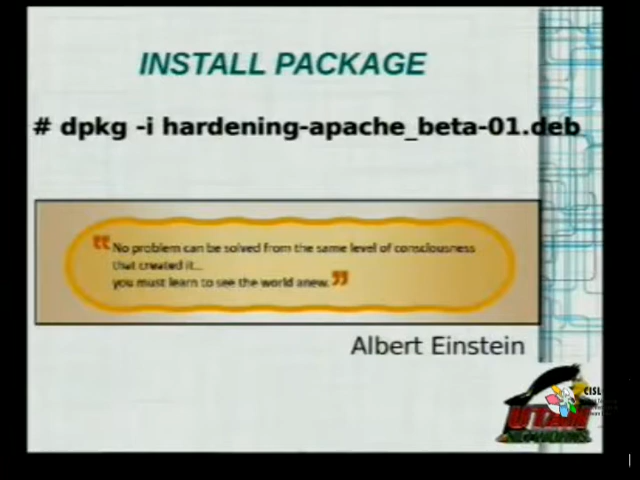 INSTALL PACKAGE
# dpkg -i hardening-apache_beta-01.deb
“No problem can be solved from the same level of consciousness
that created it...
you must learn to see the world anew.”
Albert Einstein
CISL